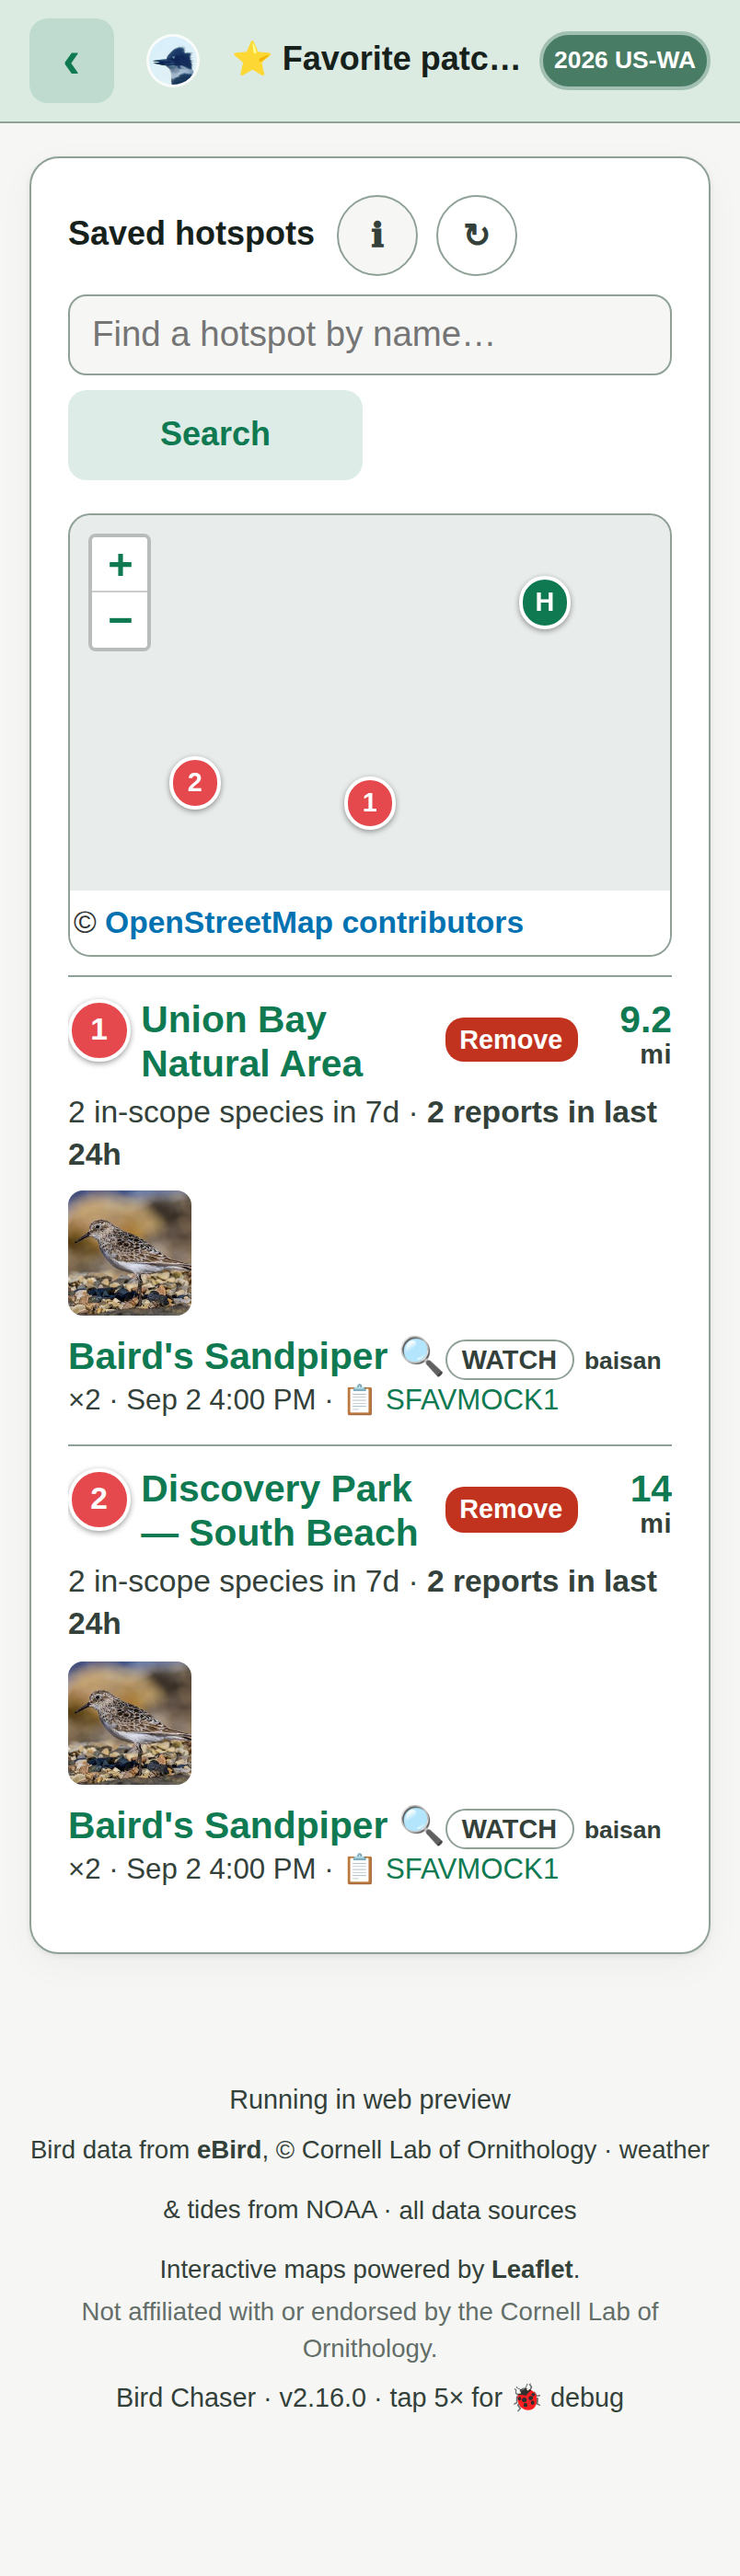 ‹ ⭐ Favorite patc… 2026 US-WA
Saved hotspots ℹ ↻
Find a hotspot by name…
Search
+
−
H
2
1
© OpenStreetMap contributors
1 Union Bay Natural Area Remove 9.2 mi
2 in-scope species in 7d · 2 reports in last
24h
Baird's Sandpiper 🔍 WATCH baisan
×2 · Sep 2 4:00 PM · 📋 SFAVMOCK1
2 Discovery Park — South Beach Remove 14 mi
2 in-scope species in 7d · 2 reports in last
24h
Baird's Sandpiper 🔍 WATCH baisan
×2 · Sep 2 4:00 PM · 📋 SFAVMOCK1
Running in web preview
Bird data from eBird, © Cornell Lab of Ornithology · weather
& tides from NOAA · all data sources
Interactive maps powered by Leaflet.
Not affiliated with or endorsed by the Cornell Lab of
Ornithology.
Bird Chaser · v2.16.0 · tap 5× for 🐞 debug